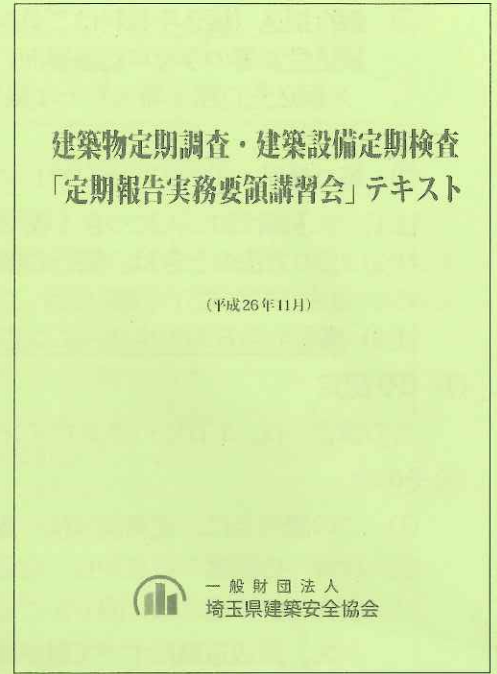 建築物定期調査・建築設備定期検査
「定期報告実務要領講習会」テキスト
(平成26年11月)
一般財団法人
埼玉県建築安全協会